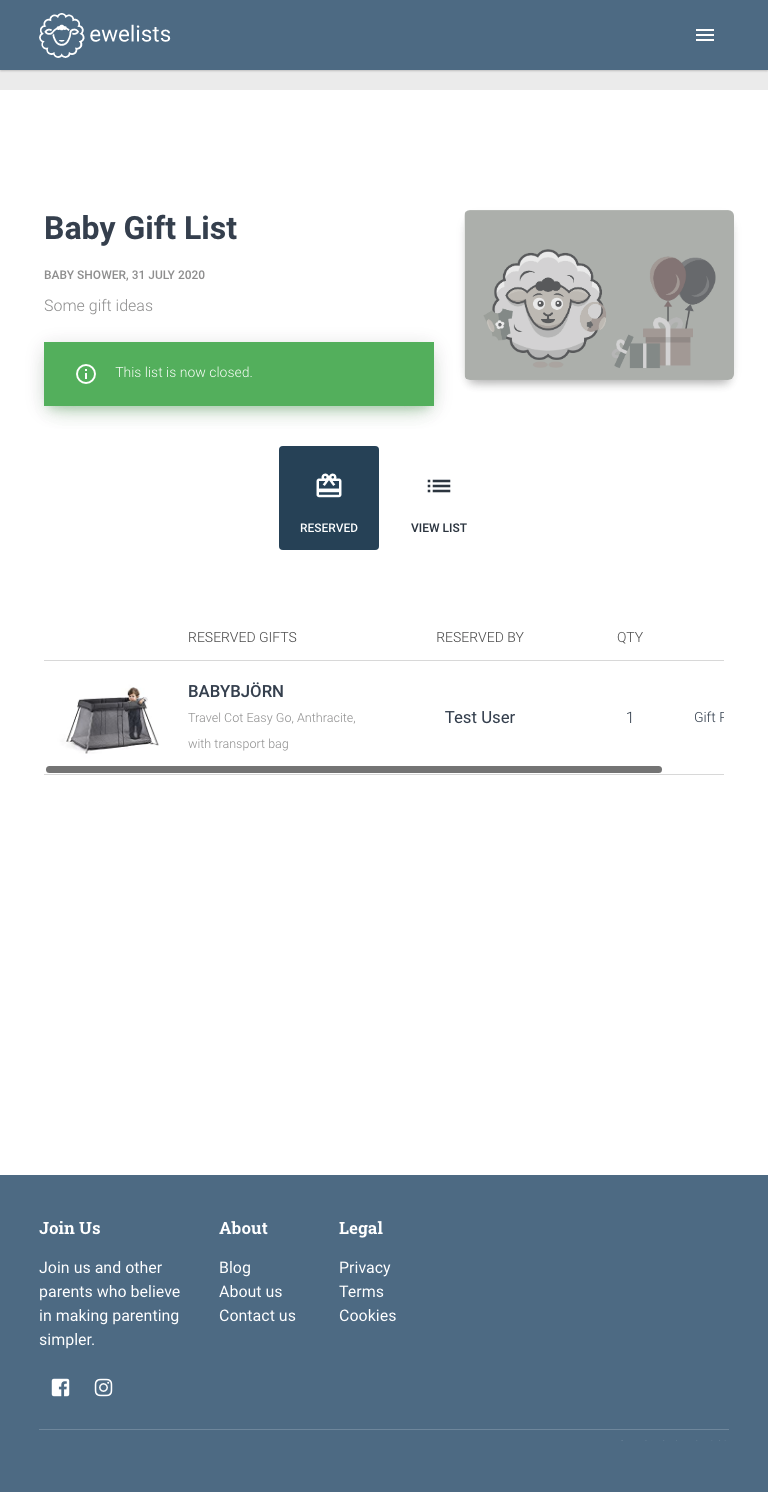 ewelists
Baby Gift List
BABY SHOWER, 31 JULY 2020
Some gift ideas
This list is now closed.
RESERVED
VIEW LIST
RESERVED GIFTS
RESERVED BY
QTY
BABYBJÖRN
Travel Cot Easy Go, Anthracite,
with transport bag
Test User
1
Gift
Join Us
Join us and other
parents who believe
in making parenting
simpler.
About
Blog
About us
Contact us
Legal
Privacy
Terms
Cookies